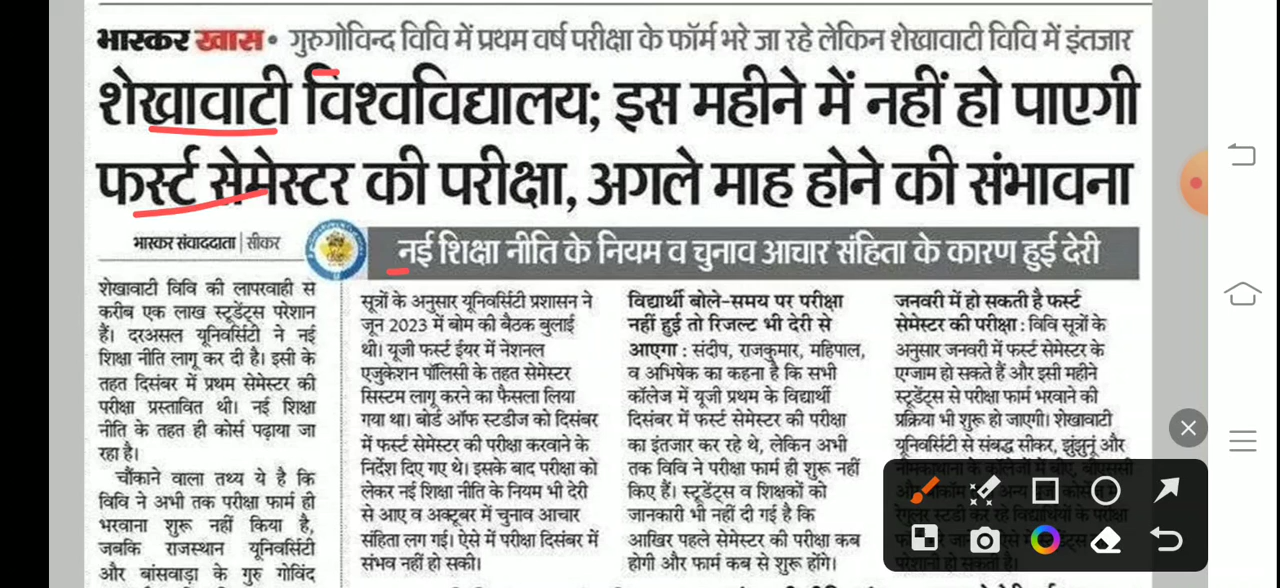 भास्कर खास • गुरुगोविन्द विवि में प्रथम वर्ष परीक्षा के फॉर्म भरे जा रहे लेकिन शेखावाटी विवि में इंतजार
शेखावाटी विश्वविद्यालय; इस महीने में नहीं हो पाएगी
फर्स्ट सेमेस्टर की परीक्षा, अगले माह होने की संभावना
भास्कर संवाददाता | सीकर
नई शिक्षा नीति के नियम व चुनाव आचार संहिता के कारण हुई देरी
शेखावाटी विवि की लापरवाही से
करीब एक लाख स्टूडेंट्स परेशान
हैं। दरअसल यूनिवर्सिटी ने नई
शिक्षा नीति लागू कर दी है। इसी के
तहत दिसंबर में प्रथम सेमेस्टर की
परीक्षा प्रस्तावित थी। नई शिक्षा
नीति के तहत ही कोर्स पढ़ाया जा
रहा है।
चौंकाने वाला तथ्य ये है कि
विवि ने अभी तक परीक्षा फार्म ही
भरवाना शुरू नहीं किया है,
जबकि राजस्थान यूनिवर्सिटी
और बांसवाड़ा के गुरु गोविंद
सूत्रों के अनुसार यूनिवर्सिटी प्रशासन ने
जून 2023 में बोम की बैठक बुलाई
थी। यूजी फर्स्ट ईयर में नेशनल
एजुकेशन पॉलिसी के तहत सेमेस्टर
सिस्टम लागू करने का फैसला लिया
गया था। बोर्ड ऑफ स्टडीज को दिसंबर
में फर्स्ट सेमेस्टर की परीक्षा करवाने के
निर्देश दिए गए थे। इसके बाद परीक्षा को
लेकर नई शिक्षा नीति के नियम भी देरी
से आए व अक्टूबर में चुनाव आचार
संहिता लग गई। ऐसे में परीक्षा दिसंबर में
संभव नहीं हो सकी।
विद्यार्थी बोले-समय पर परीक्षा
नहीं हुई तो रिजल्ट भी देरी से
आएगा : संदीप, राजकुमार, महिपाल,
व अभिषेक का कहना है कि सभी
कॉलेज में यूजी प्रथम के विद्यार्थी
दिसंबर में फर्स्ट सेमेस्टर की परीक्षा
का इंतजार कर रहे थे, लेकिन अभी
तक विवि ने परीक्षा फार्म ही शुरू नहीं
किए हैं। स्टूडेंट्स व शिक्षकों को
जानकारी भी नहीं दी गई है कि
आखिर पहले सेमेस्टर की परीक्षा कब
होगी और फार्म कब से शुरू होंगे।
जनवरी में हो सकती है फर्स्ट
सेमेस्टर की परीक्षा : विवि सूत्रों के
अनुसार जनवरी में फर्स्ट सेमेस्टर के
एग्जाम हो सकते हैं और इसी महीने
स्टूडेंट्स से परीक्षा फार्म भरवाने की
प्रक्रिया भी शुरू हो जाएगी। शेखावाटी
यूनिवर्सिटी से संबद्ध सीकर, झुंझुनूं और